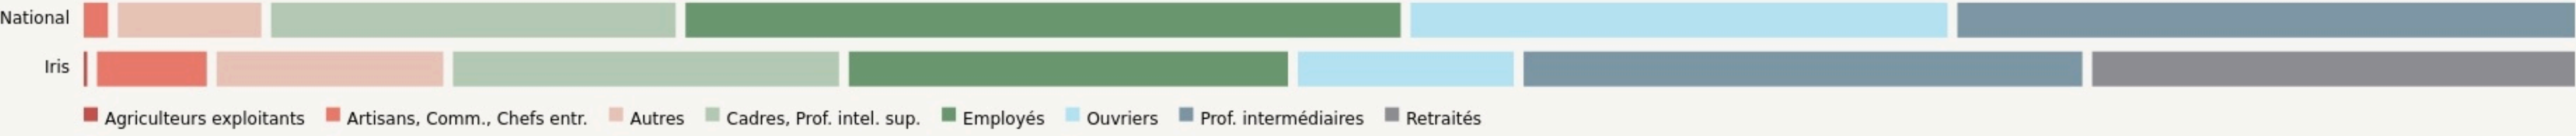 National
Iris
Agriculteurs exploitants Artisans, Comm., Chefs entr. Autres Cadres, Prof. intel. sup. Employés Ouvriers Prof. intermédiaires Retraités